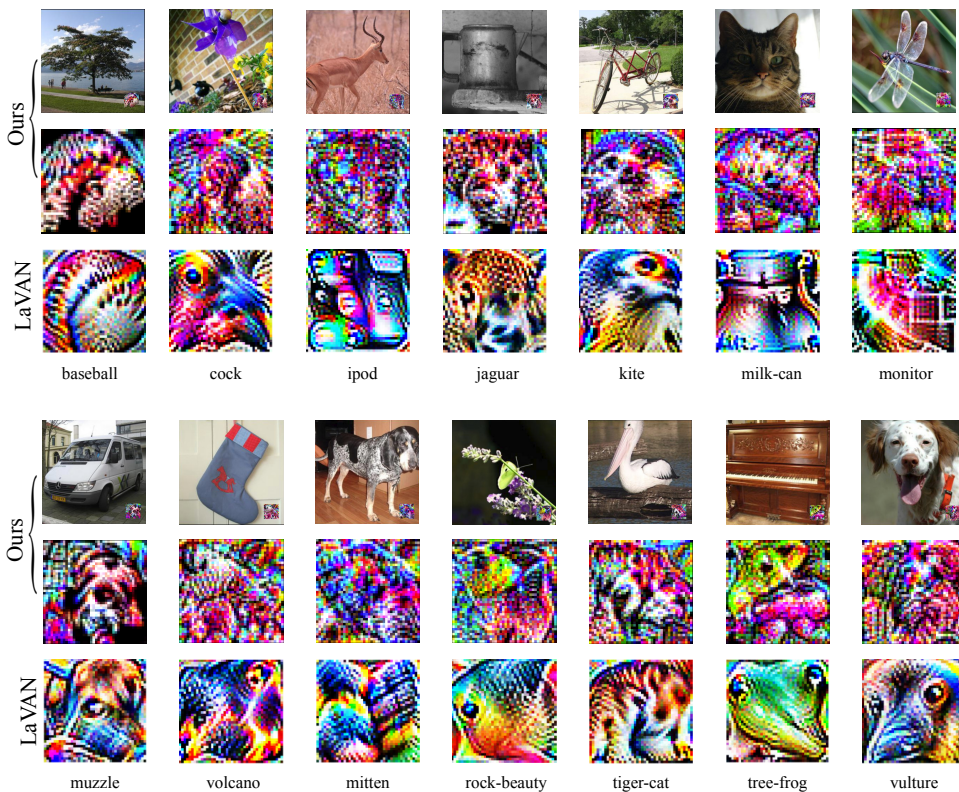 Ours
LaVAN
baseball cock ipod jaguar kite milk-can monitor
Ours
LaVAN
muzzle volcano mitten rock-beauty tiger-cat tree-frog vulture